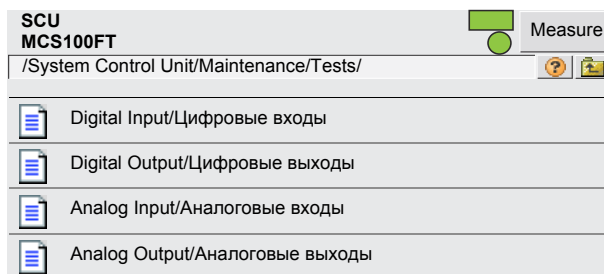 SCU
MCS100FT
Measure
/System Control Unit/Maintenance/Tests/
?
Digital Input/Цифровые входы
Digital Output/Цифровые выходы
Analog Input/Аналоговые входы
Analog Output/Аналоговые выходы